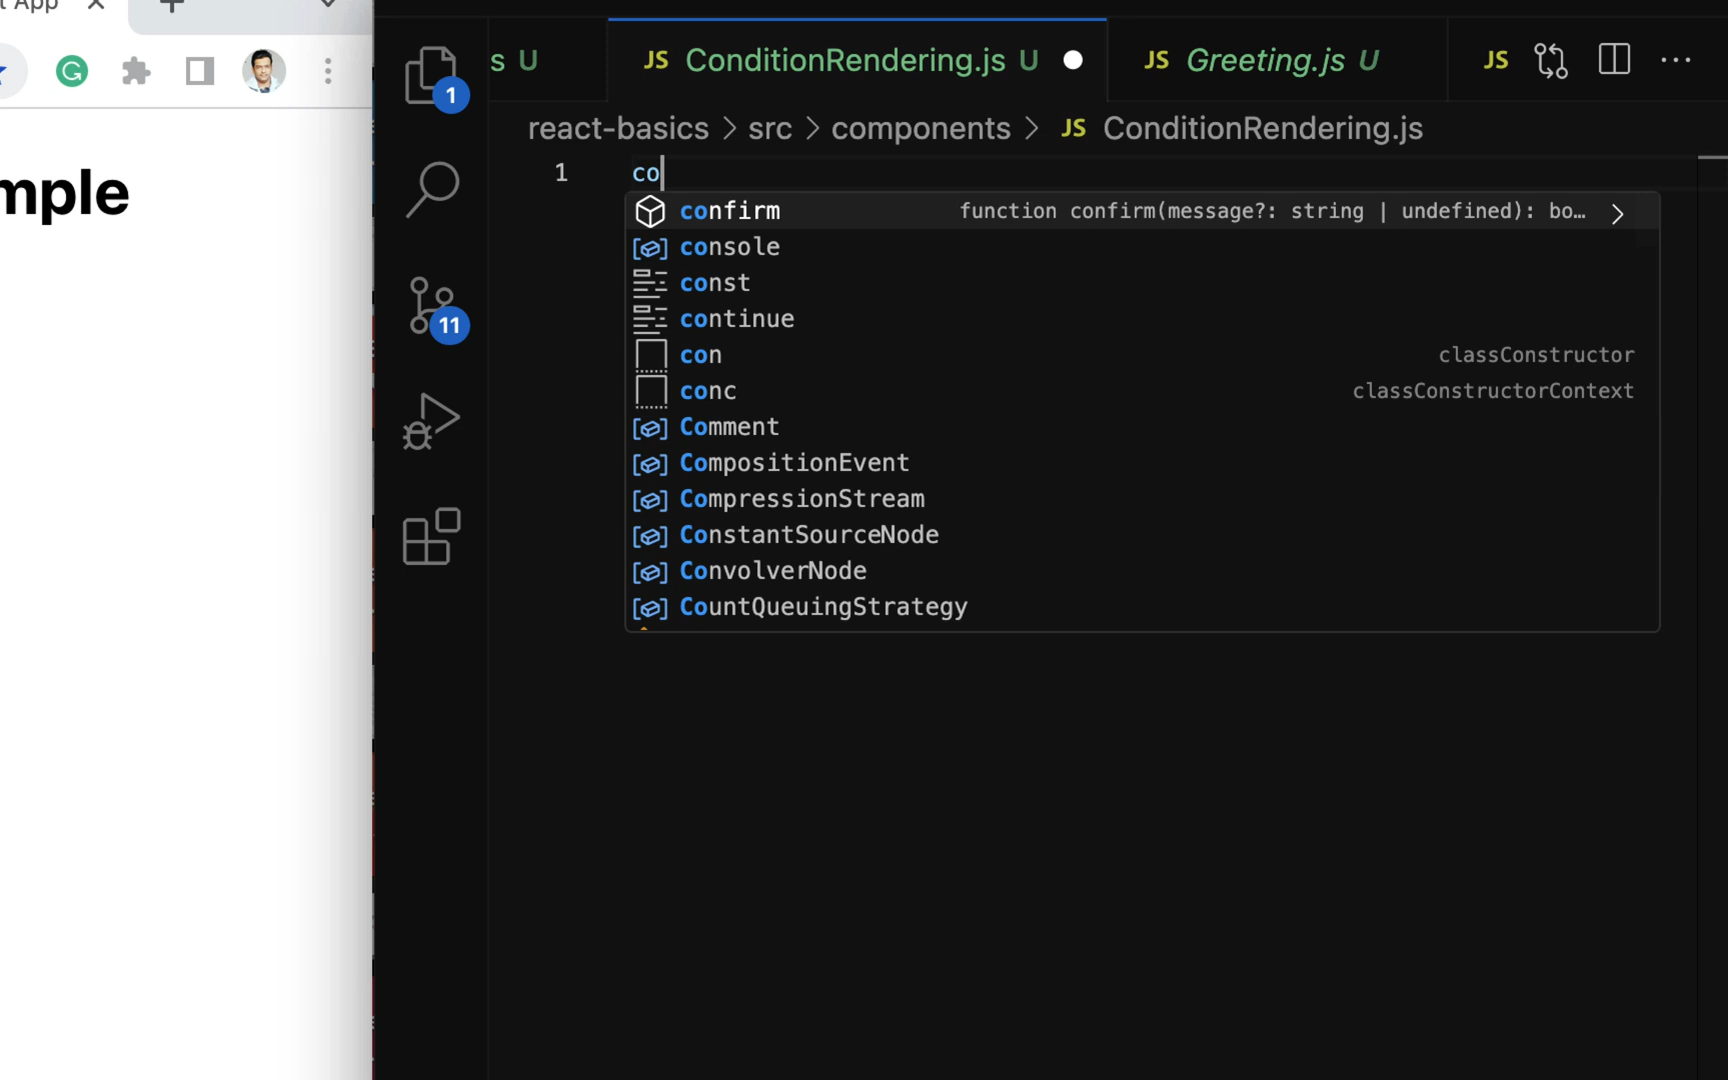 t App
mple
1
11
s U
JS ConditionRendering.js U
JS Greeting.js U
JS
react-basics > src > components > JS ConditionRendering.js
1 co
confirm function confirm(message?: string | undefined): bo…
console
const
continue
con classConstructor
conc classConstructorContext
Comment
CompositionEvent
CompressionStream
ConstantSourceNode
ConvolverNode
CountQueuingStrategy